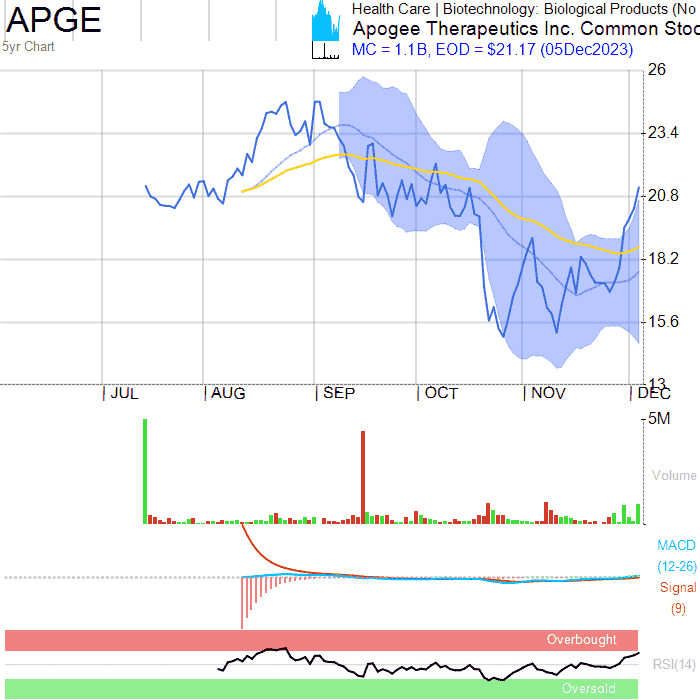 APGE
5yr Chart
Health Care | Biotechnology: Biological Products (No
Apogee Therapeutics Inc. Common Stoc
MC = 1.1B, EOD = $21.17 (05Dec2023)
26
23.4
20.8
18.2
15.6
13
JUL
AUG
SEP
OCT
NOV
DEC
5M
Volume
MACD
(12-26)
Signal
(9)
Overbought
RSI(14)
Oversold